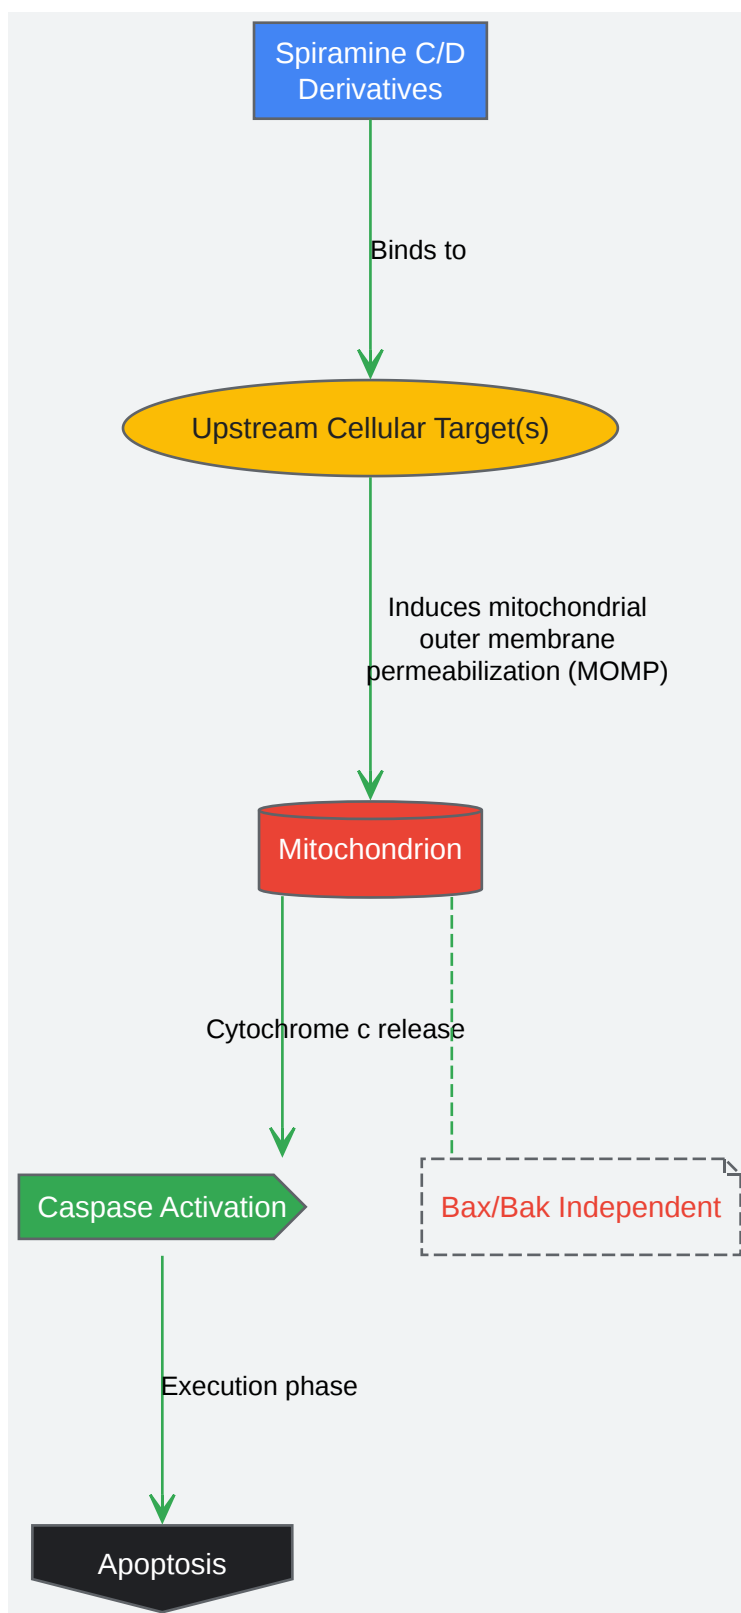 Spiramine C/D
Derivatives
Binds to
Upstream Cellular Target(s)
Induces mitochondrial
outer membrane
permeabilization (MOMP)
Mitochondrion
Cytochrome c release
Caspase Activation
Bax/Bak Independent
Execution phase
Apoptosis